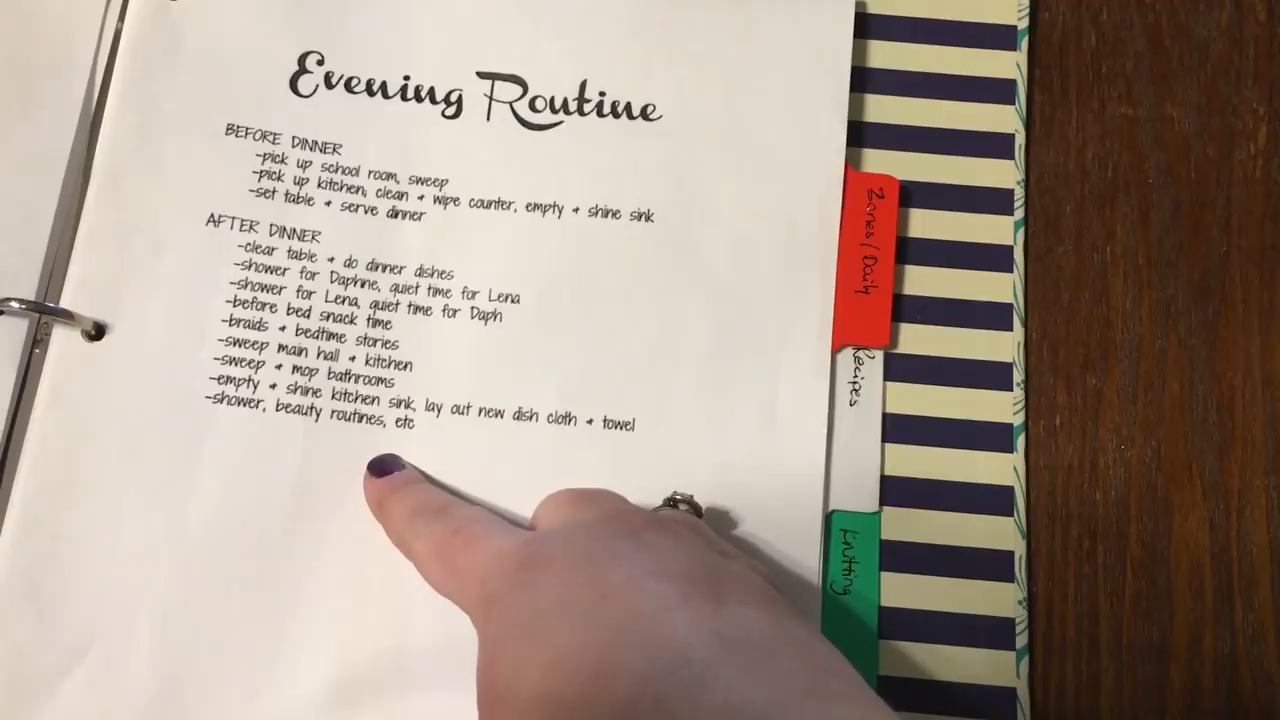 Evening Routine
BEFORE DINNER
-pick up school room, sweep
-pick up kitchen, clean + wipe counter, empty + shine sink
-set table + serve dinner
AFTER DINNER
-clear table + do dinner dishes
-shower for Daphne, quiet time for Lena
-shower for Lena, quiet time for Daph
-before bed snack time
-braids + bedtime stories
-sweep main hall + kitchen
-sweep + mop bathrooms
-empty + shine kitchen sink, lay out new dish cloth + towel
-shower, beauty routines, etc
Zones/Daily
Recipes
Knitting